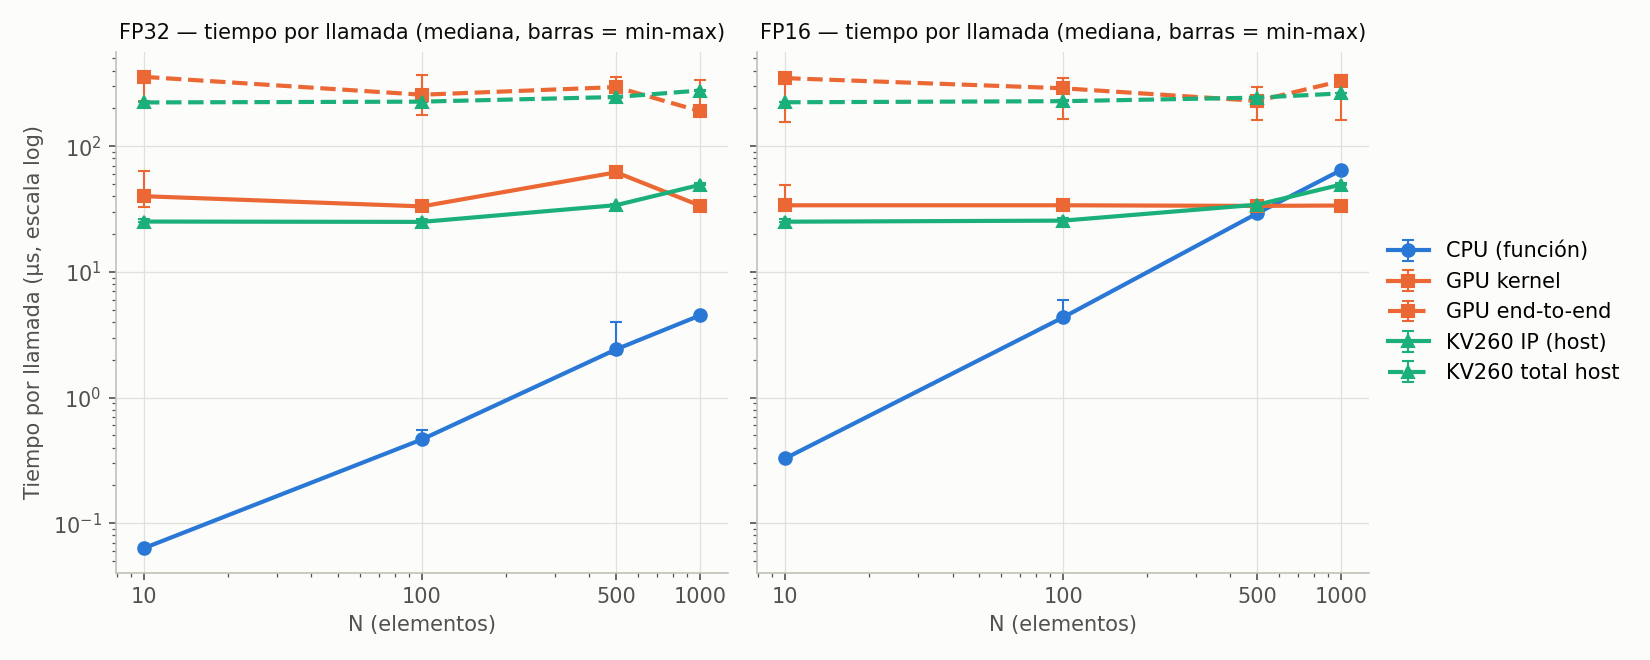 FP32 — tiempo por llamada (mediana, barras = min-max)
FP16 — tiempo por llamada (mediana, barras = min-max)
Tiempo por llamada (µs, escala log)
10²
10¹
10⁰
10⁻¹
10 100 500 1000
10 100 500 1000
N (elementos)
N (elementos)
CPU (función)
GPU kernel
GPU end-to-end
KV260 IP (host)
KV260 total host